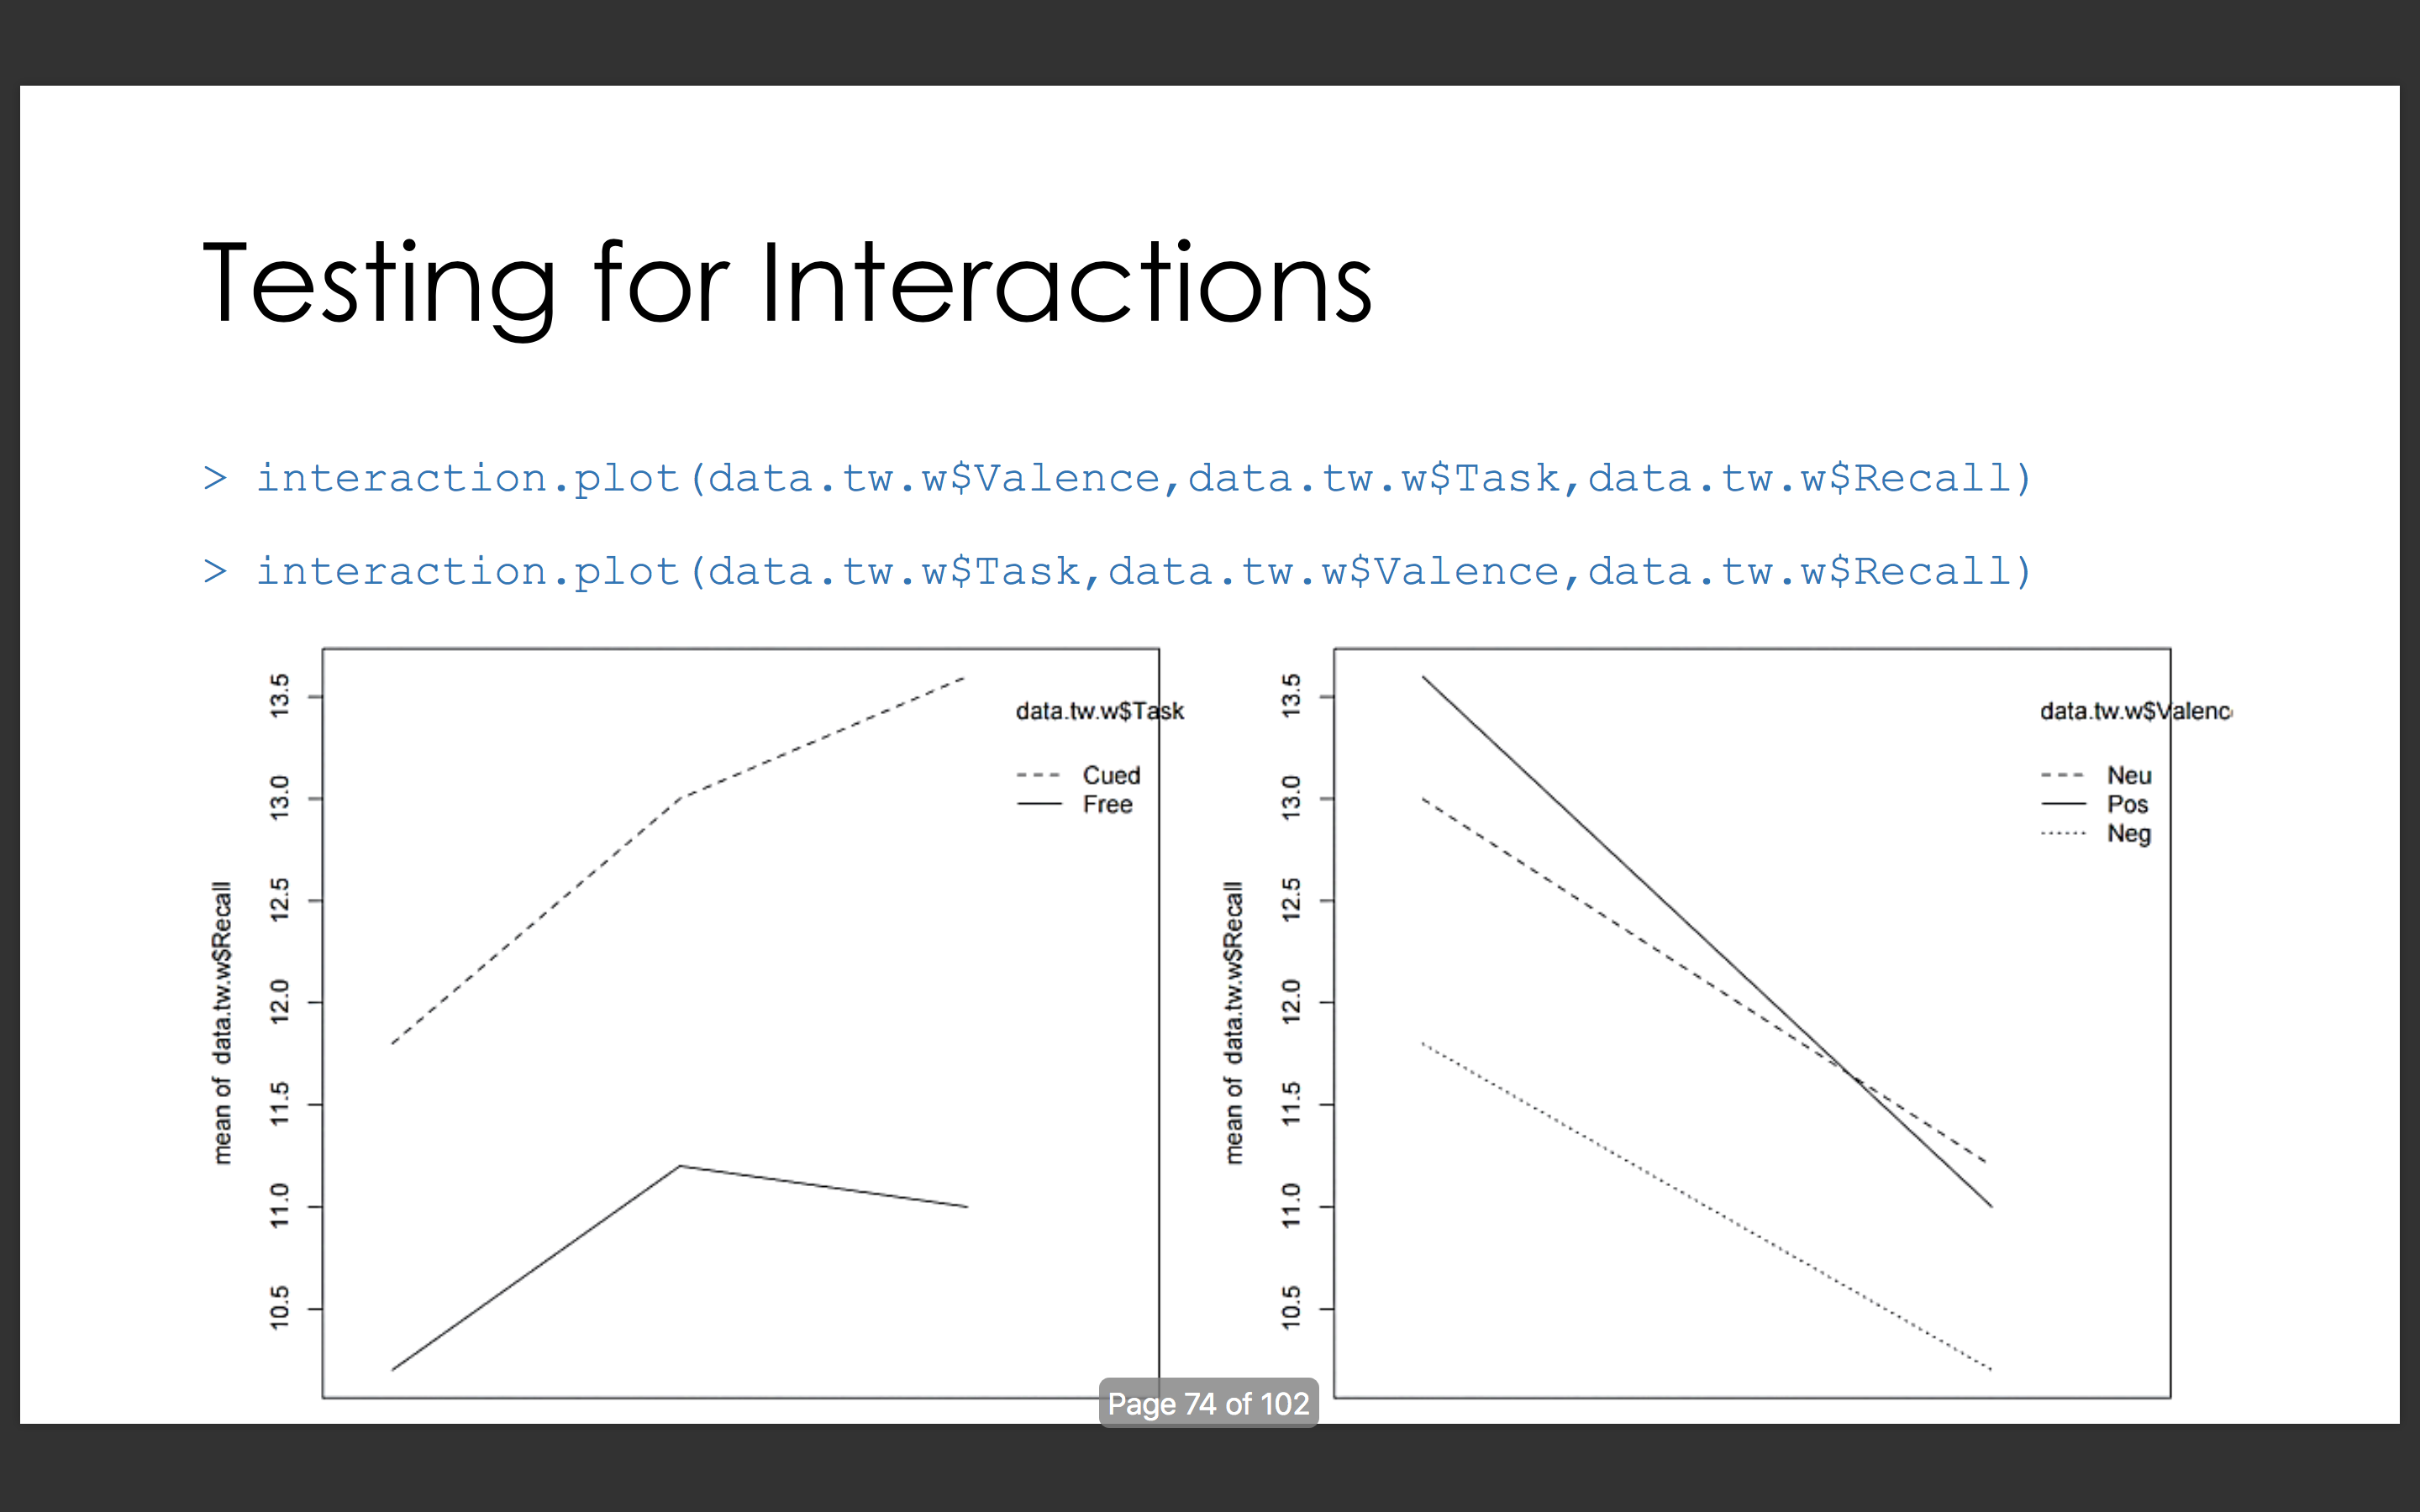 Testing for Interactions
> interaction.plot(data.tw.w$Valence,data.tw.w$Task,data.tw.w$Recall)
> interaction.plot(data.tw.w$Task,data.tw.w$Valence,data.tw.w$Recall)
mean of data.tw.w$Recall
13.5
13.0
12.5
12.0
11.5
11.0
10.5
data.tw.w$Task
Cued
Free
mean of data.tw.w$Recall
13.5
13.0
12.5
12.0
11.5
11.0
10.5
data.tw.w$Valenc
Neu
Pos
Neg
Page 74 of 102